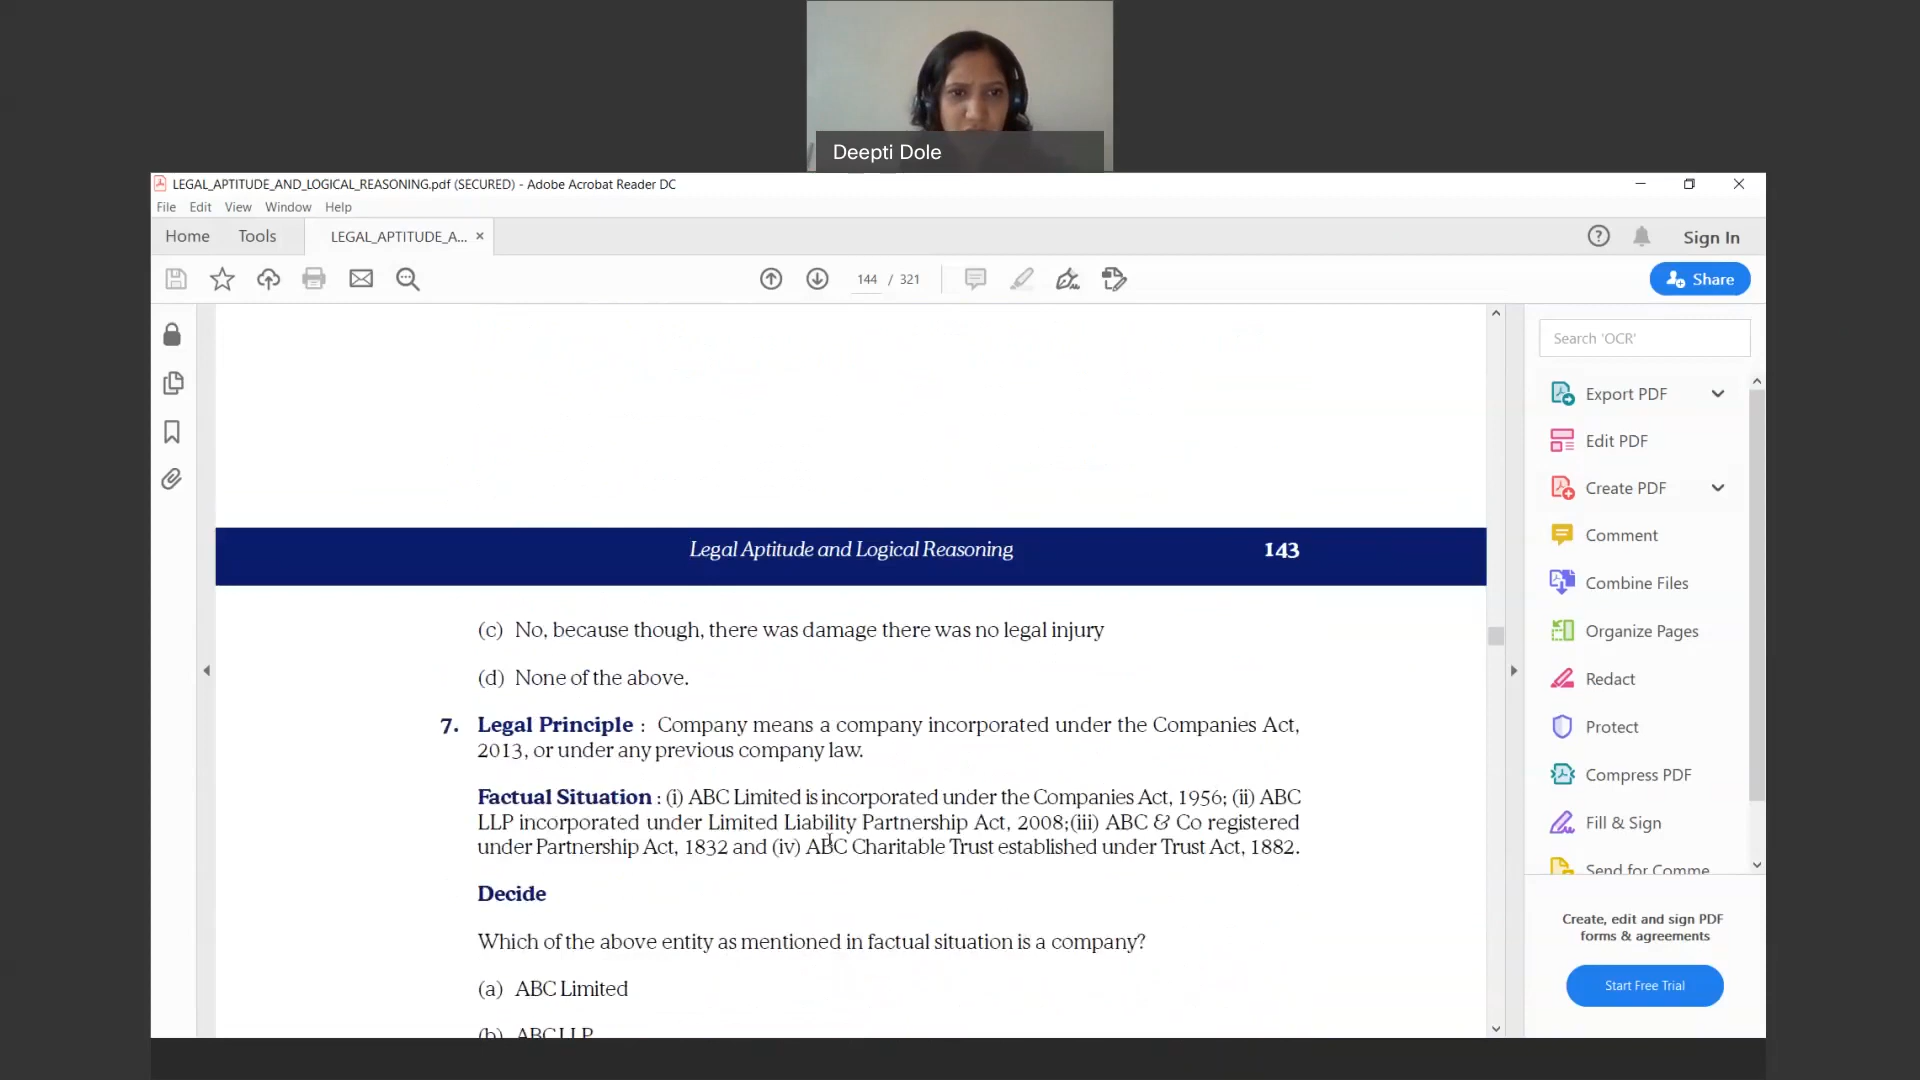 Deepti Dole
LEGAL_APTITUDE_AND_LOGICAL_REASONING.pdf (SECURED) - Adobe Acrobat Reader DC
File Edit View Window Help
Home Tools LEGAL_APTITUDE_A... × Sign In
144 / 321 Share
Search 'OCR'
Export PDF
Edit PDF
Create PDF
Comment
Combine Files
Organize Pages
Redact
Protect
Compress PDF
Fill & Sign
Send for Comme
Create, edit and sign PDF
forms & agreements
Start Free Trial
Legal Aptitude and Logical Reasoning 143
(c) No, because though, there was damage there was no legal injury
(d) None of the above.
7. Legal Principle : Company means a company incorporated under the Companies Act,
2013, or under any previous company law.
Factual Situation : (i) ABC Limited is incorporated under the Companies Act, 1956; (ii) ABC
LLP incorporated under Limited Liability Partnership Act, 2008;(iii) ABC & Co registered
under Partnership Act, 1832 and (iv) ABC Charitable Trust established under Trust Act, 1882.
Decide
Which of the above entity as mentioned in factual situation is a company?
(a) ABC Limited
(b) ABC LLP